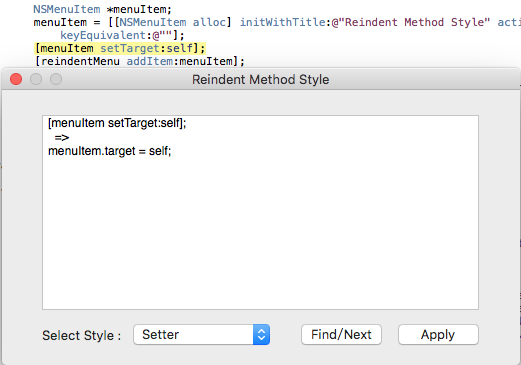 NSMenuItem *menuItem;
menuItem = [[NSMenuItem alloc] initWithTitle:@"Reindent Method Style" acti
keyEquivalent:@""];
[menuItem setTarget:self];
[reindentMenu addItem:menuItem];
Reindent Method Style
[menuItem setTarget:self];
=>
menuItem.target = self;
Select Style :
Setter
Find/Next
Apply